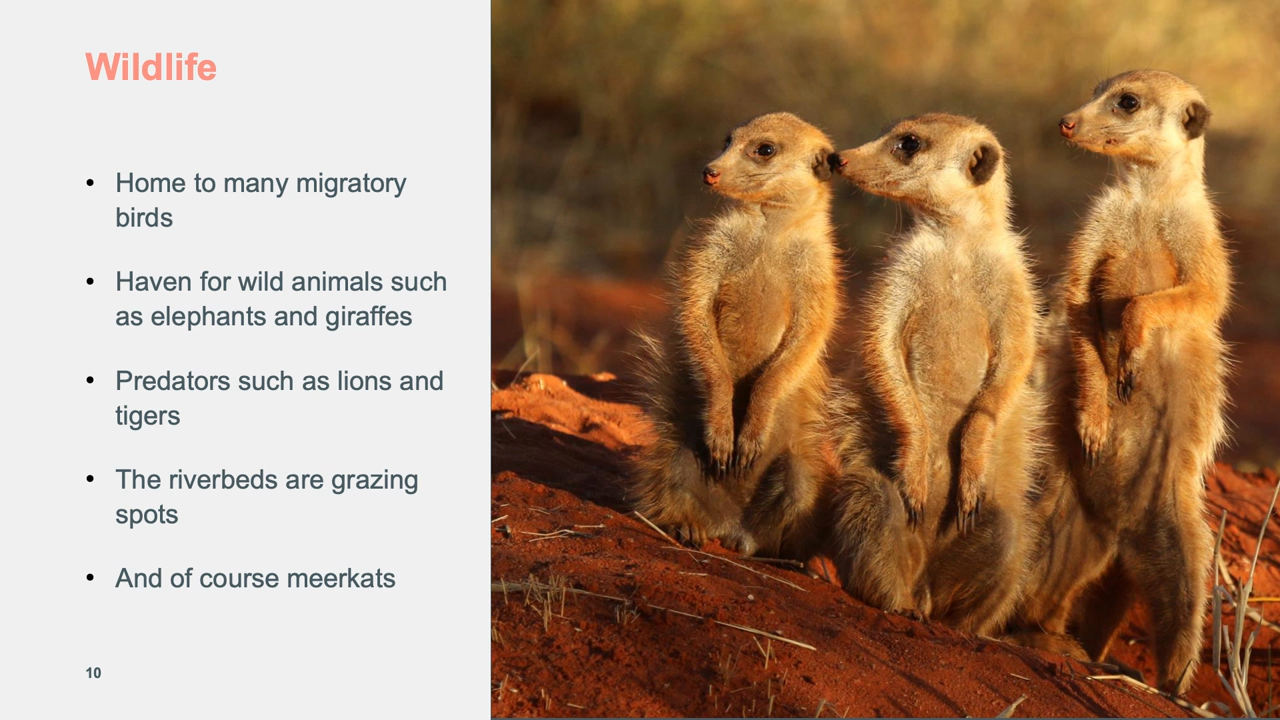 Wildlife
• Home to many migratory
birds
• Haven for wild animals such
as elephants and giraffes
• Predators such as lions and
tigers
• The riverbeds are grazing
spots
• And of course meerkats
10